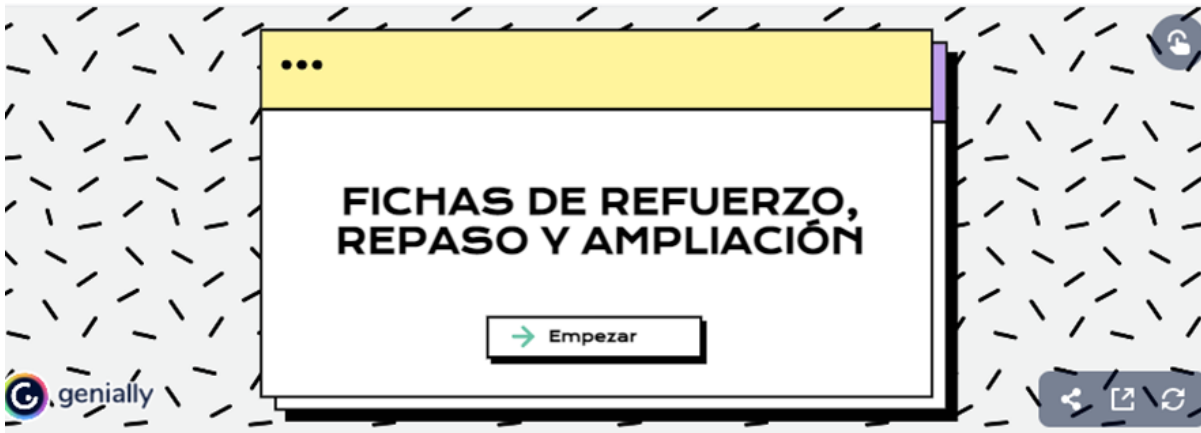 FICHAS DE REFUERZO,
REPASO Y AMPLIACIÓN
Empezar
genially